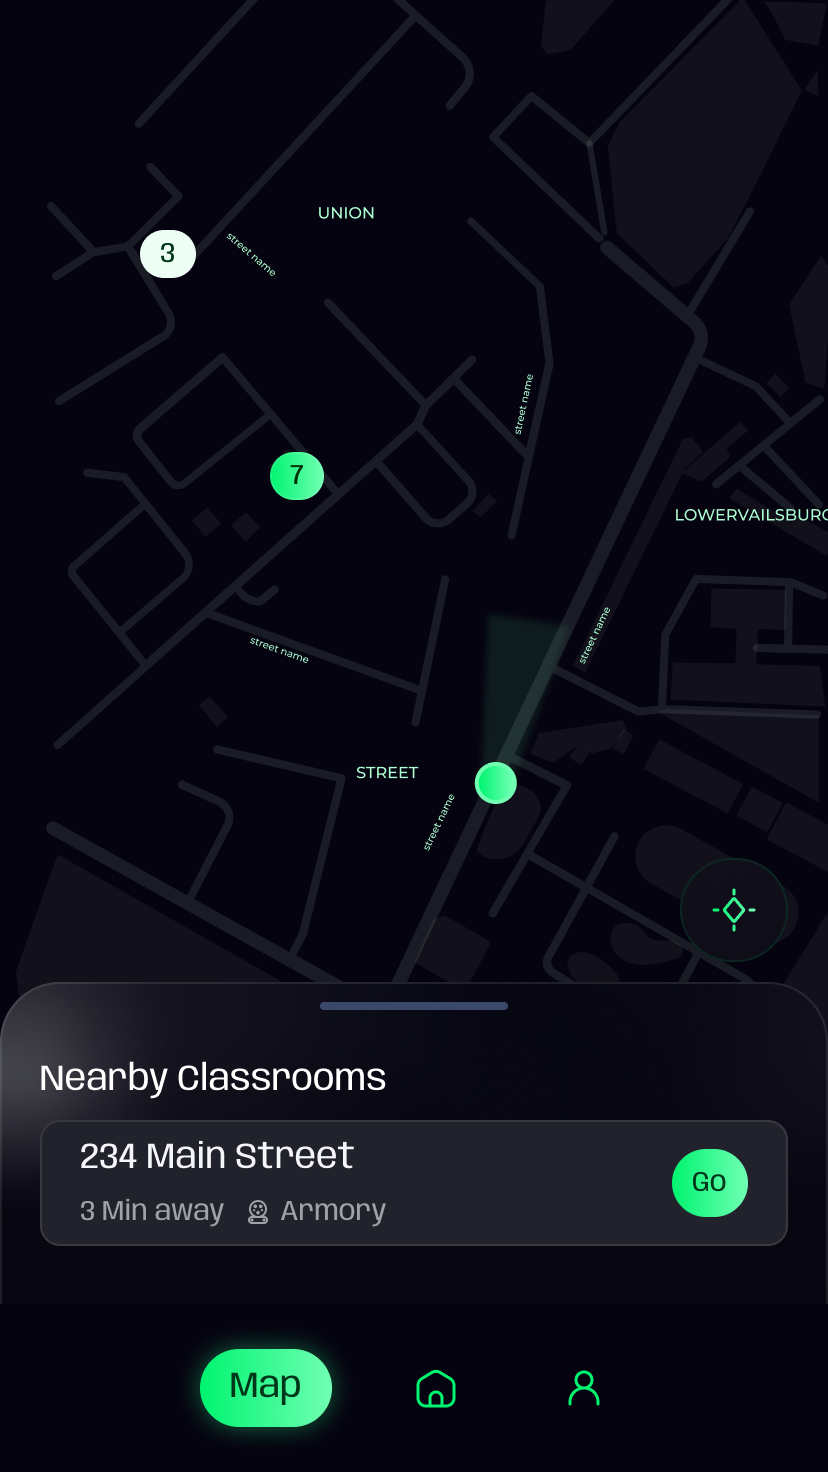 UNION
3
street name
street name
7
LOWERVAILSBURG
street name
street name
STREET
street name
Nearby Classrooms
234 Main Street
3 Min away Armory
Go
Map